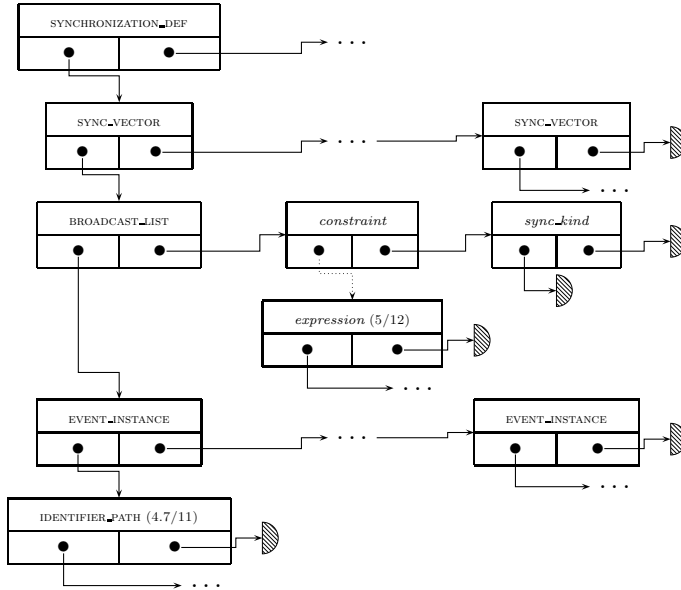 SYNCHRONIZATION_DEF
...
SYNC_VECTOR
...
SYNC_VECTOR
...
BROADCAST_LIST
constraint
sync_kind
expression (5/12)
...
EVENT_INSTANCE
...
EVENT_INSTANCE
...
IDENTIFIER_PATH (4.7/11)
...